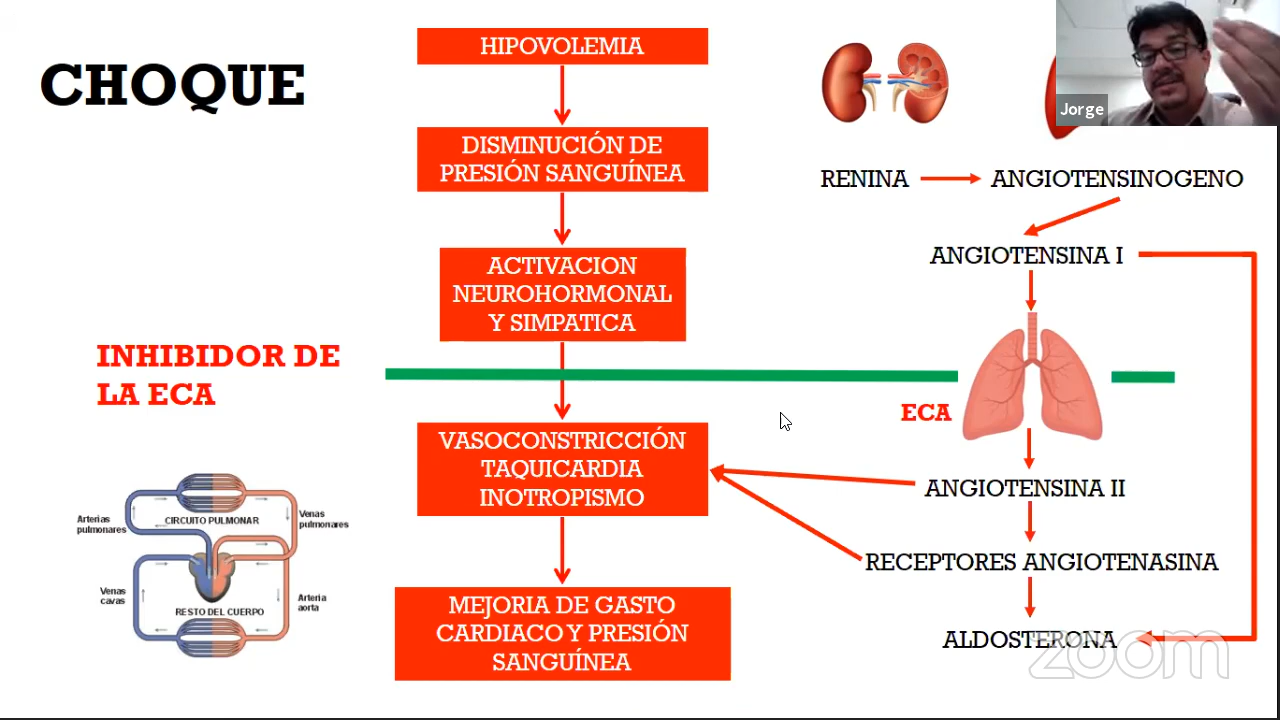 CHOQUE
HIPOVOLEMIA
DISMINUCIÓN DE
PRESIÓN SANGUÍNEA
ACTIVACION
NEUROHORMONAL
Y SIMPATICA
INHIBIDOR DE
LA ECA
VASOCONSTRICCIÓN
TAQUICARDIA
INOTROPISMO
MEJORIA DE GASTO
CARDIACO Y PRESIÓN
SANGUÍNEA
Arterias
pulmonares
CIRCUITO PULMONAR
Venas
pulmonares
Venas
cavas
RESTO DEL CUERPO
Arteria
aorta
Jorge
RENINA
ANGIOTENSINOGENO
ANGIOTENSINA I
ECA
ANGIOTENSINA II
RECEPTORES ANGIOTENASINA
ALDOSTERONA
zoom